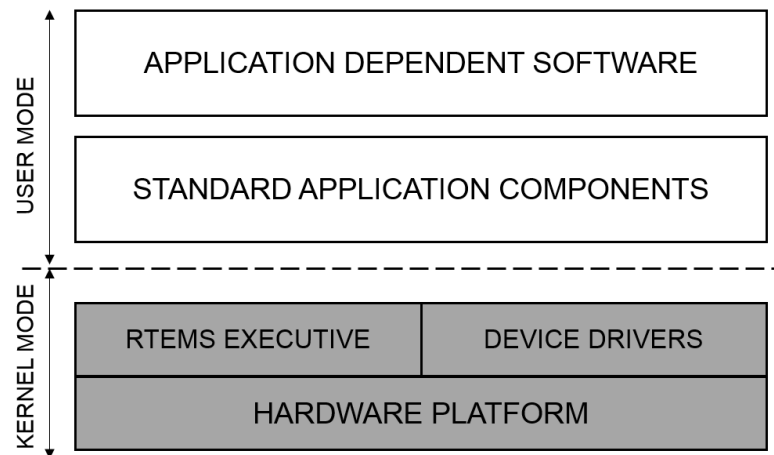 USER MODE
APPLICATION DEPENDENT SOFTWARE
STANDARD APPLICATION COMPONENTS
KERNEL MODE
RTEMS EXECUTIVE
DEVICE DRIVERS
HARDWARE PLATFORM